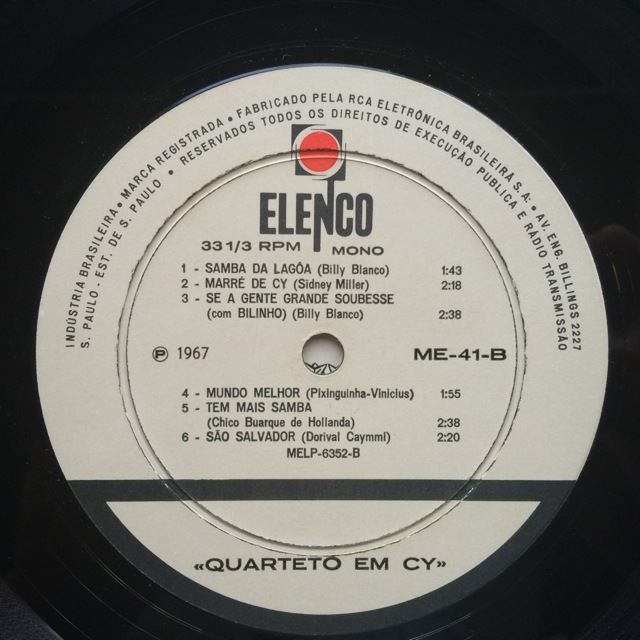 INDÚSTRIA BRASILEIRA • MARCA REGISTRADA • FABRICADO PELA RCA ELETRÔNICA BRASILEIRA S.A: • AV. ENG. BILLINGS 2227
S. PAULO - EST. DE S. PAULO • RESERVADOS TODOS OS DIREITOS DE EXECUÇÃO PUBLICA E RÁDIO TRANSMISSÃO
ELENCO
33 1/3 RPM MONO
1 - SAMBA DA LAGÔA (Billy Blanco) 1:43
2 - MARRÉ DE CY (Sidney Miller) 2:18
3 - SE A GENTE GRANDE SOUBESSE
(com BILINHO) (Billy Blanco) 2:38
℗ 1967 ME-41-B
4 - MUNDO MELHOR (Pixinguinha-Vinicius) 1:55
5 - TEM MAIS SAMBA
(Chico Buarque de Hollanda) 2:38
6 - SÃO SALVADOR (Dorival Caymmi) 2:20
MELP-6352-B
«QUARTETO EM CY»